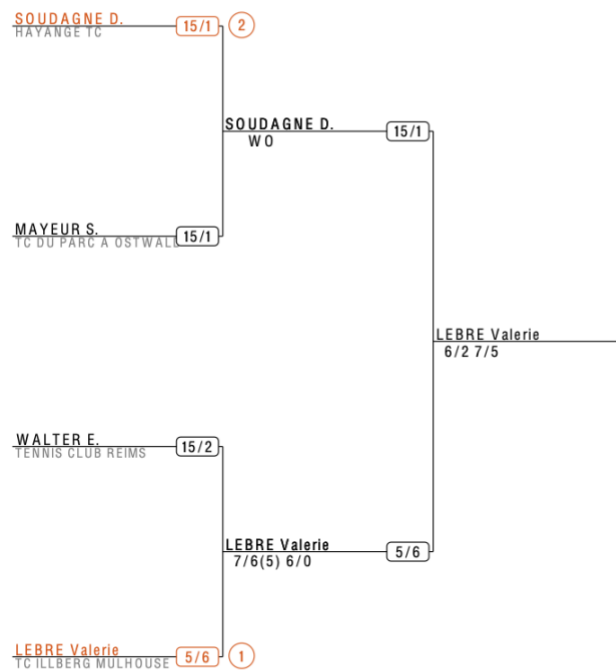 SOUDAGNE D.
15/1
2
HAYANGE TC
SOUDAGNE D.
15/1
WO
MAYEUR S.
15/1
TC DU PARC A OSTWALD
LEBRE Valerie
6/2 7/5
WALTER E.
15/2
TENNIS CLUB REIMS
LEBRE Valerie
5/6
7/6(5) 6/0
LEBRE Valerie
5/6
1
TC ILLBERG MULHOUSE